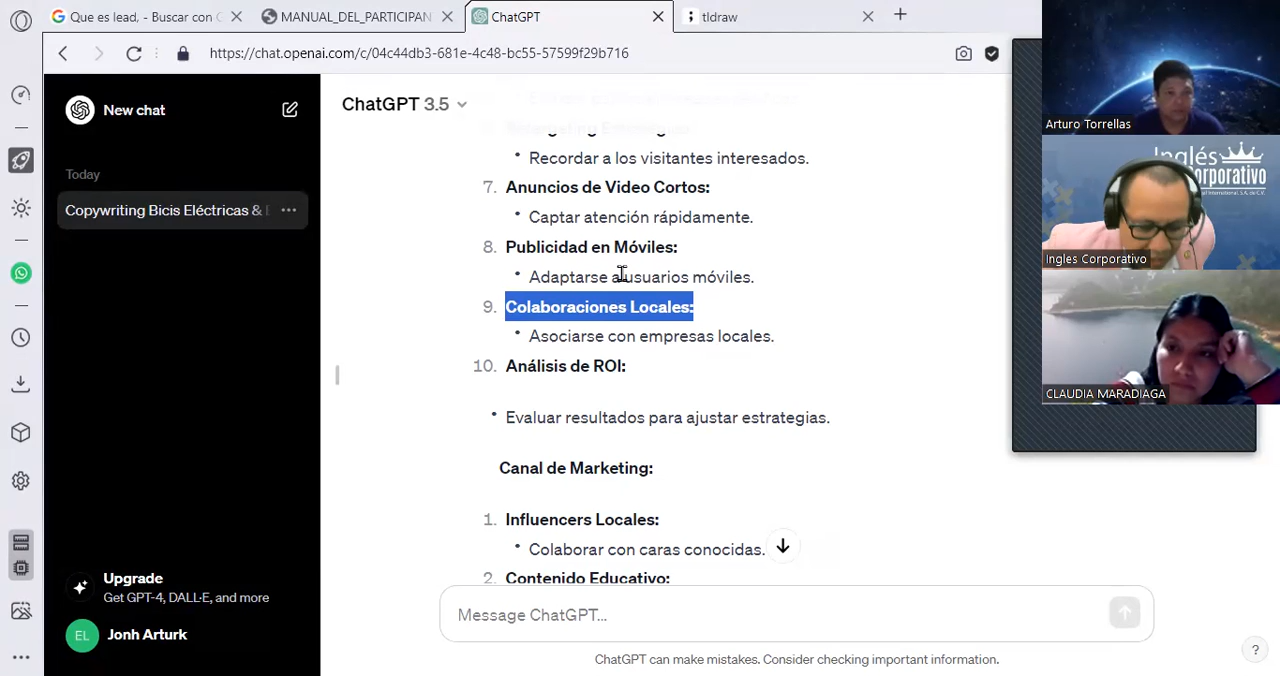 Que es lead, - Buscar con G
MANUAL_DEL_PARTICIPAN
ChatGPT
tldraw
https://chat.openai.com/c/04c44db3-681e-4c48-bc55-57599f29b716
New chat
Today
Copywriting Bicis Eléctricas &
Upgrade
Get GPT-4, DALL·E, and more
EL
Jonh Arturk
ChatGPT 3.5
Recordar a los visitantes interesados.
7. Anuncios de Video Cortos:
Captar atención rápidamente.
8. Publicidad en Móviles:
Adaptarse a usuarios móviles.
9. Colaboraciones Locales:
Asociarse con empresas locales.
10. Análisis de ROI:
Evaluar resultados para ajustar estrategias.
Canal de Marketing:
1. Influencers Locales:
Colaborar con caras conocidas.
2. Contenido Educativo:
Message ChatGPT...
ChatGPT can make mistakes. Consider checking important information.
?
Arturo Torrellas
Inglés
Corporativo
Ingles Corporativo
CLAUDIA MARADIAGA